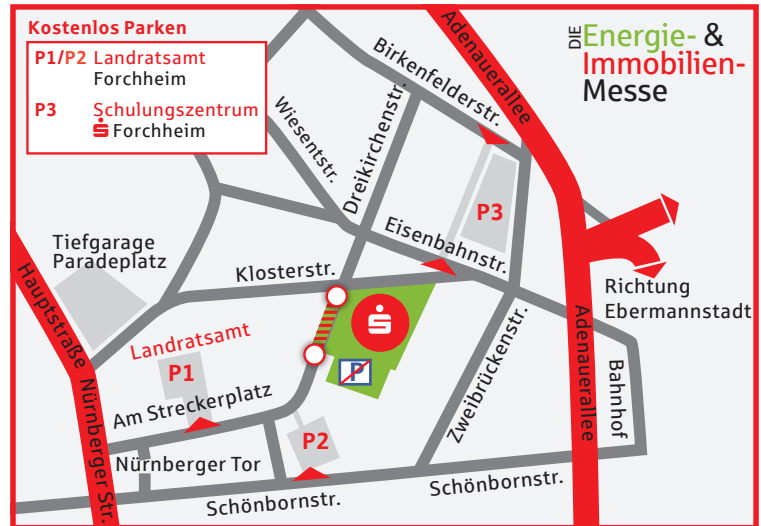 Kostenlos Parken
P1/P2 Landratsamt
Forchheim
P3 Schulungszentrum
Forchheim
DIE Energie- &
Immobilien-
Messe
Adenauerallee
Birkenfelderstr.
Wiesentstr.
Dreikirchenstr.
P3
Eisenbahnstr.
Tiefgarage
Paradeplatz
Klosterstr.
Richtung
Ebermannstadt
Hauptstraße
Landratsamt
P1
P
Adenauerallee
Zweibrückenstr.
Bahnhof
Nürnberger Str.
Am Streckerplatz
P2
Nürnberger Tor
Schönbornstr.
Schönbornstr.